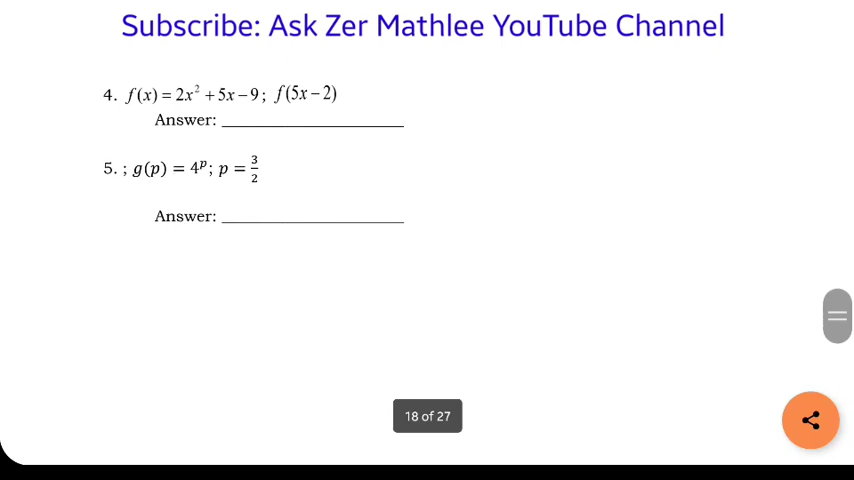 Subscribe: Ask Zer Mathlee YouTube Channel
4. f(x) = 2x² + 5x – 9 ; f(5x – 2)
Answer: ____________________
5. ; g(p) = 4ᵖ; p = 3/2
Answer: ____________________
18 of 27